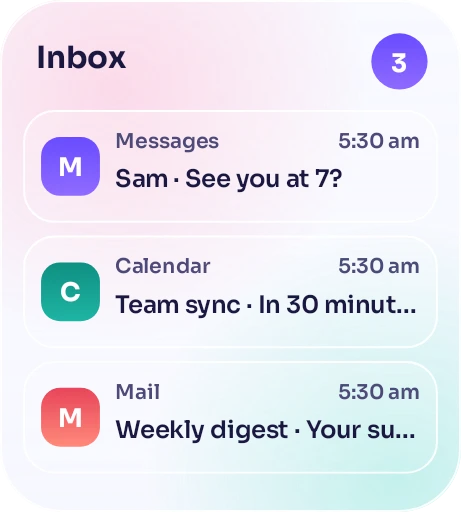 Inbox
3
M
Messages
5:30 am
Sam · See you at 7?
C
Calendar
5:30 am
Team sync · In 30 minut...
M
Mail
5:30 am
Weekly digest · Your su...